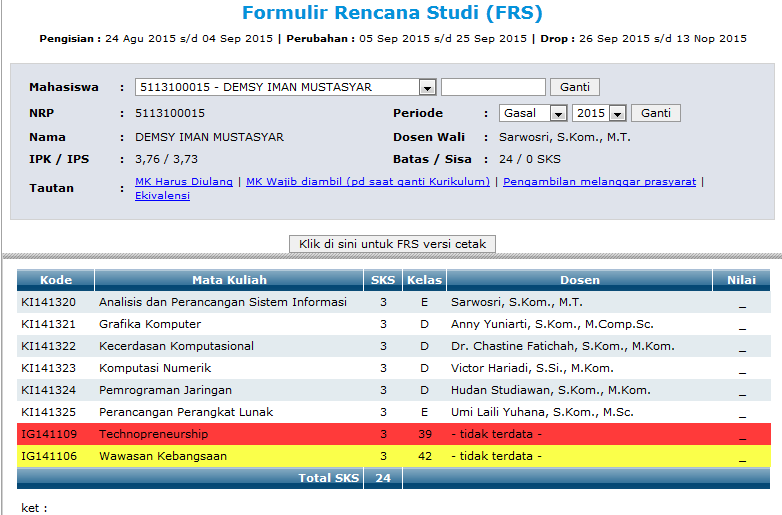 Formulir Rencana Studi (FRS)
Pengisian : 24 Agu 2015 s/d 04 Sep 2015 | Perubahan : 05 Sep 2015 s/d 25 Sep 2015 | Drop : 26 Sep 2015 s/d 13 Nop 2015
Mahasiswa : 5113100015 - DEMSY IMAN MUSTASYAR Ganti
NRP : 5113100015 Periode : Gasal 2015 Ganti
Nama : DEMSY IMAN MUSTASYAR Dosen Wali : Sarwosri, S.Kom., M.T.
IPK / IPS : 3,76 / 3,73 Batas / Sisa : 24 / 0 SKS
Tautan : MK Harus Diulang | MK Wajib diambil (pd saat ganti Kurikulum) | Pengambilan melanggar prasyarat |
Ekivalensi
Klik di sini untuk FRS versi cetak
Kode Mata Kuliah SKS Kelas Dosen Nilai
KI141320 Analisis dan Perancangan Sistem Informasi 3 E Sarwosri, S.Kom., M.T. _
KI141321 Grafika Komputer 3 D Anny Yuniarti, S.Kom., M.Comp.Sc. _
KI141322 Kecerdasan Komputasional 3 D Dr. Chastine Fatichah, S.Kom., M.Kom. _
KI141323 Komputasi Numerik 3 D Victor Hariadi, S.Si., M.Kom. _
KI141324 Pemrograman Jaringan 3 D Hudan Studiawan, S.Kom., M.Kom. _
KI141325 Perancangan Perangkat Lunak 3 E Umi Laili Yuhana, S.Kom., M.Sc. _
IG141109 Technopreneurship 3 39 - tidak terdata - _
IG141106 Wawasan Kebangsaan 3 42 - tidak terdata - _
Total SKS 24
ket :